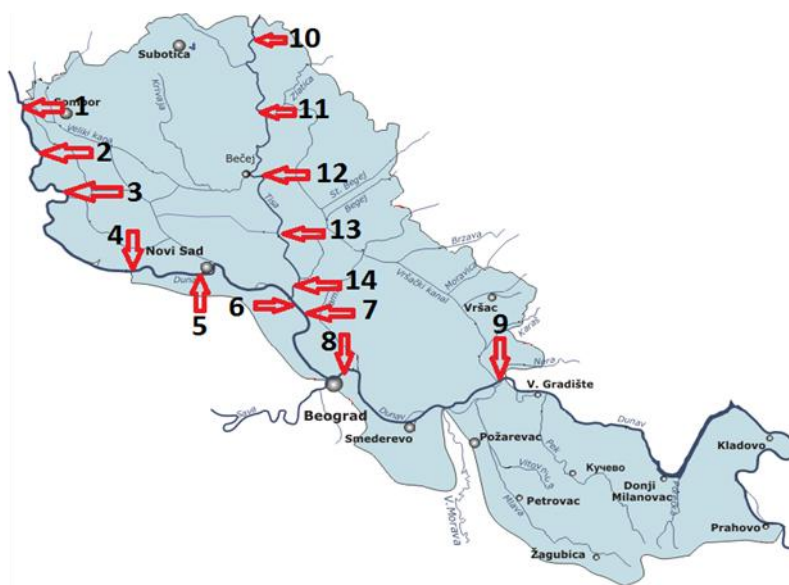 10
Subotica
Krivaja
Zlatica
1
Sombor
11
Veliki kanal
2
Bečej
12
3
St. Begej
Begej
Tisa
4
13
Novi Sad
Brzava
Moravica
Vršački kanal
14
Dunav
6
7
5
Vršac
Karaš
9
8
Nera
V. Gradište
Beograd
Dunav
Dunav
Sava
Smederevo
Požarevac
Kladovo
Pek
Кучево
Donji
Milanovac
Petrovac
Mlava
V. Morava
Prahovo
Žagubica